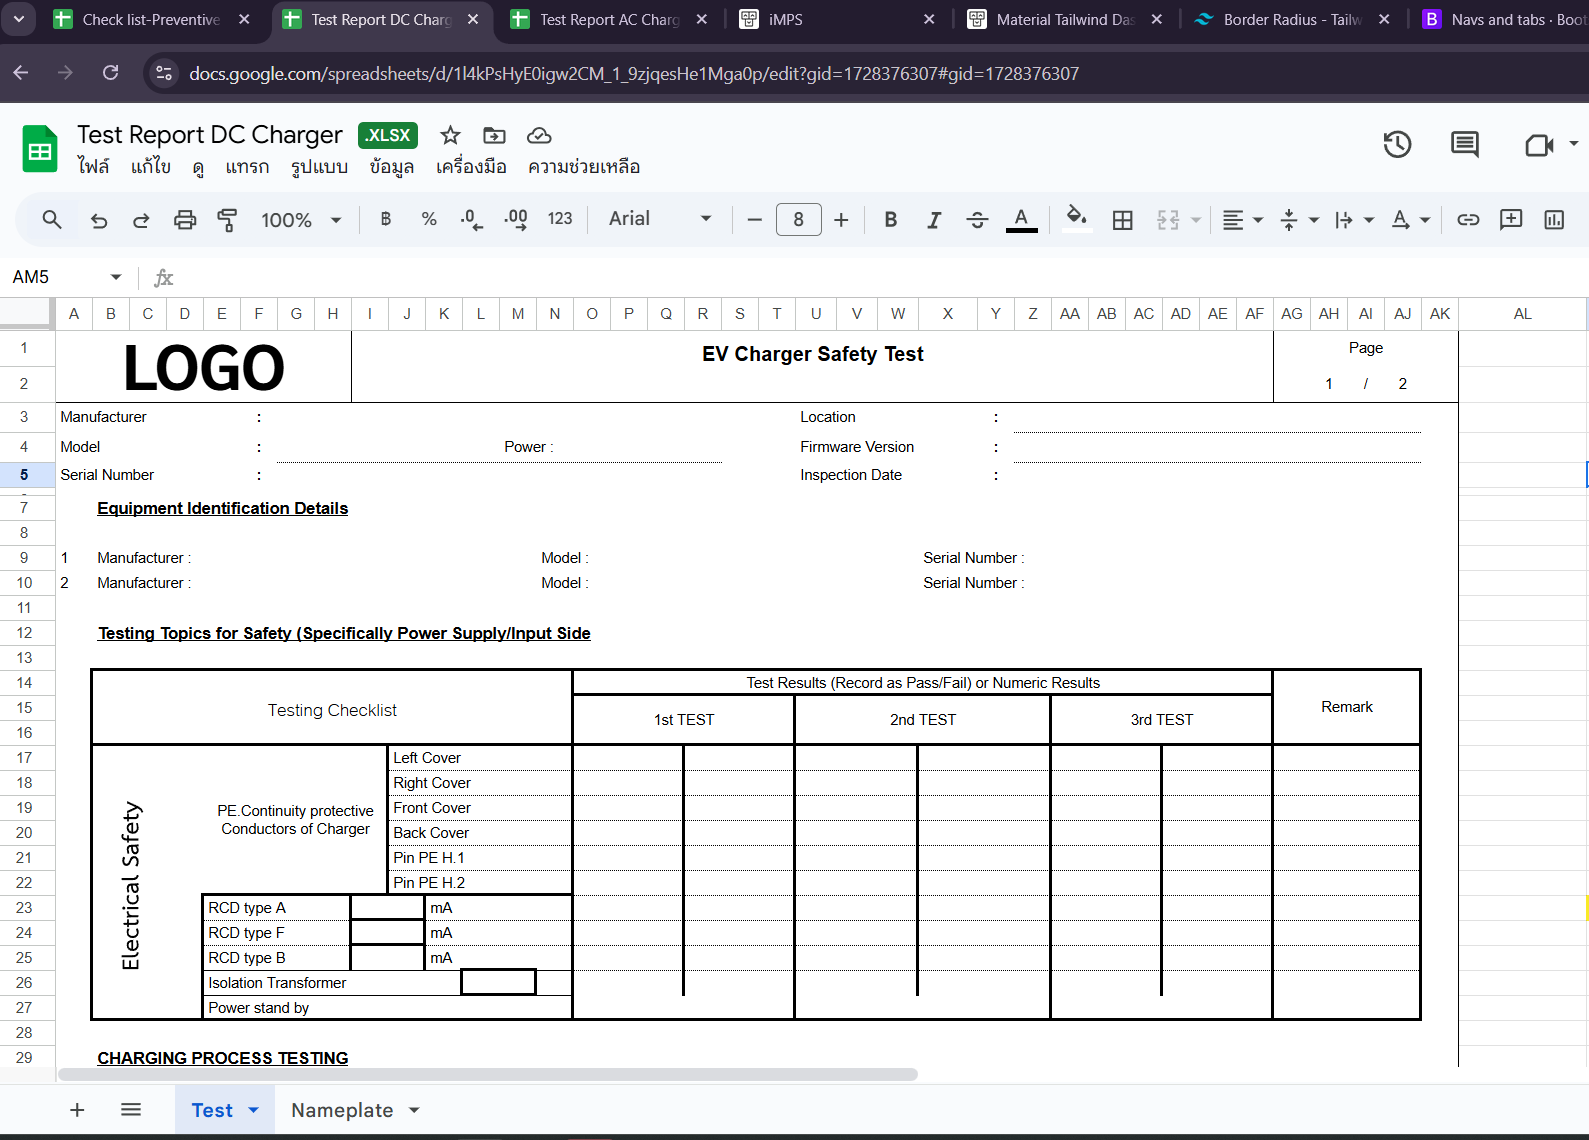 Check list-Preventive
Test Report DC Charg
Test Report AC Charg
iMPS
Material Tailwind Das
Border Radius - Tailw
B Navs and tabs · Boot
docs.google.com/spreadsheets/d/1l4kPsHyE0igw2CM_1_9zjqesHe1Mga0p/edit?gid=1728376307#gid=1728376307
Test Report DC Charger .XLSX
ไฟล์ แก้ไข ดู แทรก รูปแบบ ข้อมูล เครื่องมือ ความช่วยเหลือ
100% ฿ % .0 .00 123 Arial 8 B I S A A
AM5 fx
A B C D E F G H I J K L M N O P Q R S T U V W X Y Z AA AB AC AD AE AF AG AH AI AJ AK AL
1 LOGO EV Charger Safety Test Page
2 1 / 2
3 Manufacturer : Location :
4 Model : Power : Firmware Version :
5 Serial Number : Inspection Date :
7 Equipment Identification Details
8
9 1 Manufacturer : Model : Serial Number :
10 2 Manufacturer : Model : Serial Number :
11
12 Testing Topics for Safety (Specifically Power Supply/Input Side
13
14 Test Results (Record as Pass/Fail) or Numeric Results
15 Testing Checklist 1st TEST 2nd TEST 3rd TEST Remark
16
17 Left Cover
18 Right Cover
19 PE.Continuity protective Front Cover
20 Conductors of Charger Back Cover
21 Pin PE H.1
22 Pin PE H.2
Electrical Safety
23 RCD type A mA
24 RCD type F mA
25 RCD type B mA
26 Isolation Transformer
27 Power stand by
28
29 CHARGING PROCESS TESTING
Test Nameplate